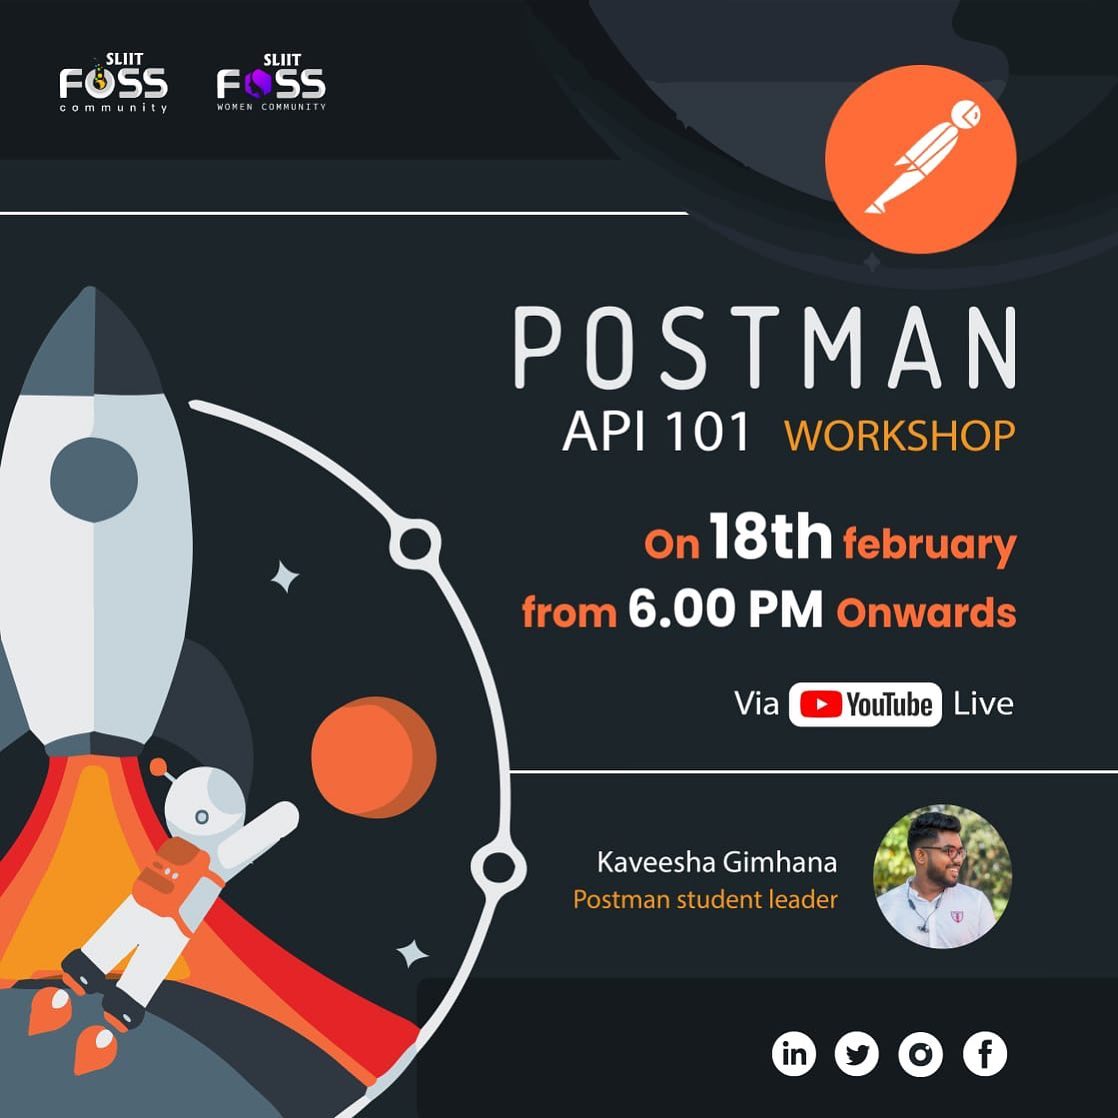 SLIIT
FOSS
community
SLIIT
FOSS
WOMEN COMMUNITY
POSTMAN
API 101 WORKSHOP
On 18th february
from 6.00 PM Onwards
Via YouTube Live
Kaveesha Gimhana
Postman student leader
in
f